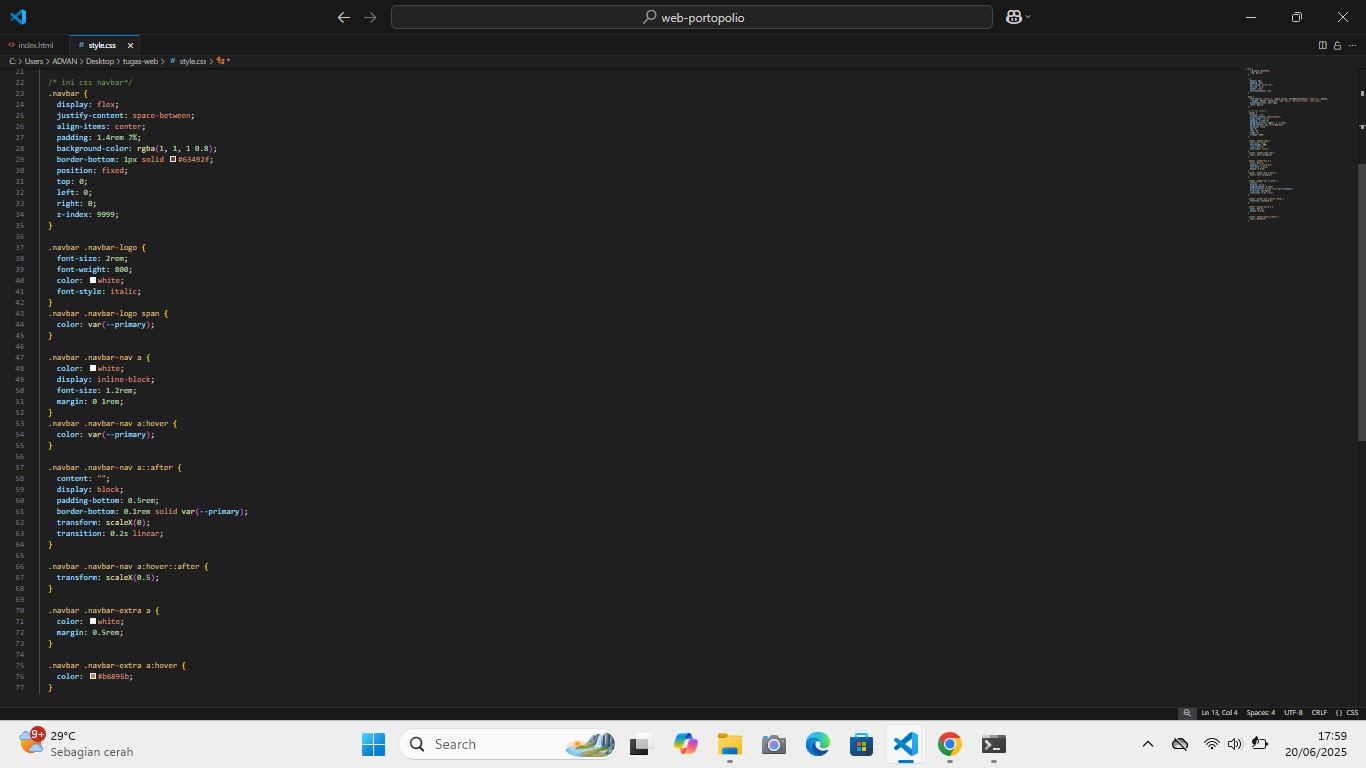 web-portopolio
index.html
# style.css
C: > Users > ADVAN > Desktop > tugas-web > # style.css >
21
22 /* ini css navbar*/
23 .navbar {
24 display: flex;
25 justify-content: space-between;
26 align-items: center;
27 padding: 1.4rem 7%;
28 background-color: rgba(1, 1, 1 0.8);
29 border-bottom: 1px solid #63492f;
30 position: fixed;
31 top: 0;
32 left: 0;
33 right: 0;
34 z-index: 9999;
35 }
36
37 .navbar .navbar-logo {
38 font-size: 2rem;
39 font-weight: 800;
40 color: white;
41 font-style: italic;
42 }
43 .navbar .navbar-logo span {
44 color: var(--primary);
45 }
46
47 .navbar .navbar-nav a {
48 color: white;
49 display: inline-block;
50 font-size: 1.2rem;
51 margin: 0 1rem;
52 }
53 .navbar .navbar-nav a:hover {
54 color: var(--primary);
55 }
56
57 .navbar .navbar-nav a::after {
58 content: "";
59 display: block;
60 padding-bottom: 0.5rem;
61 border-bottom: 0.1rem solid var(--primary);
62 transform: scaleX(0);
63 transition: 0.2s linear;
64 }
65
66 .navbar .navbar-nav a:hover::after {
67 transform: scaleX(0.5);
68 }
69
70 .navbar .navbar-extra a {
71 color: white;
72 margin: 0.5rem;
73 }
74
75 .navbar .navbar-extra a:hover {
76 color: #b6895b;
77 }
Ln 13, Col 4 Spaces: 4 UTF-8 CRLF {} CSS
9+
29°C
Sebagian cerah
Search
17:59
20/06/2025